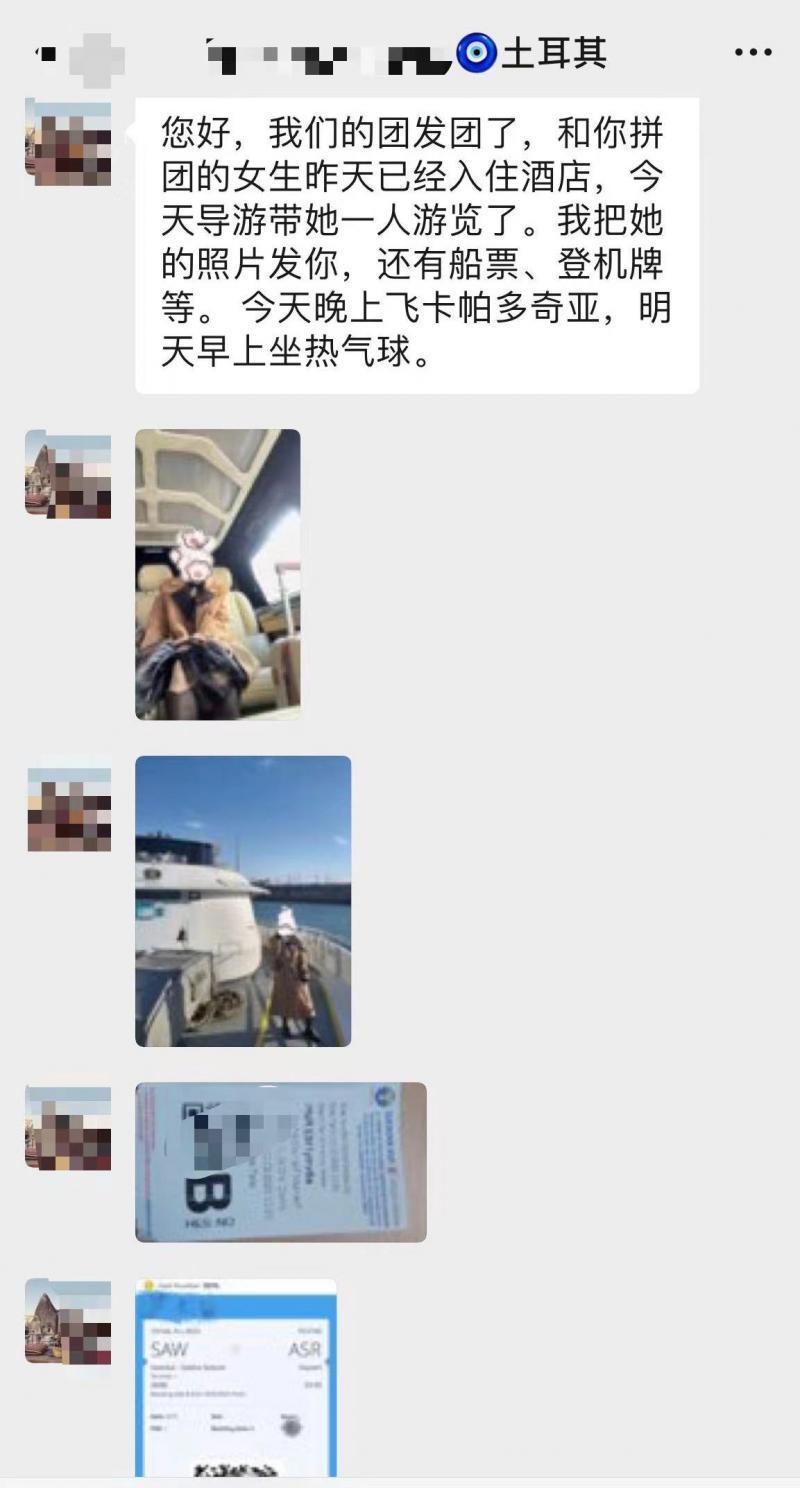 土耳其
您好，我们的团发团了，和你拼
团的女生昨天已经入住酒店，今
天导游带她一人游览了。我把她
的照片发你，还有船票、登机牌
等。 今天晚上飞卡帕多奇亚，明
天早上坐热气球。
B
SAW
ASR